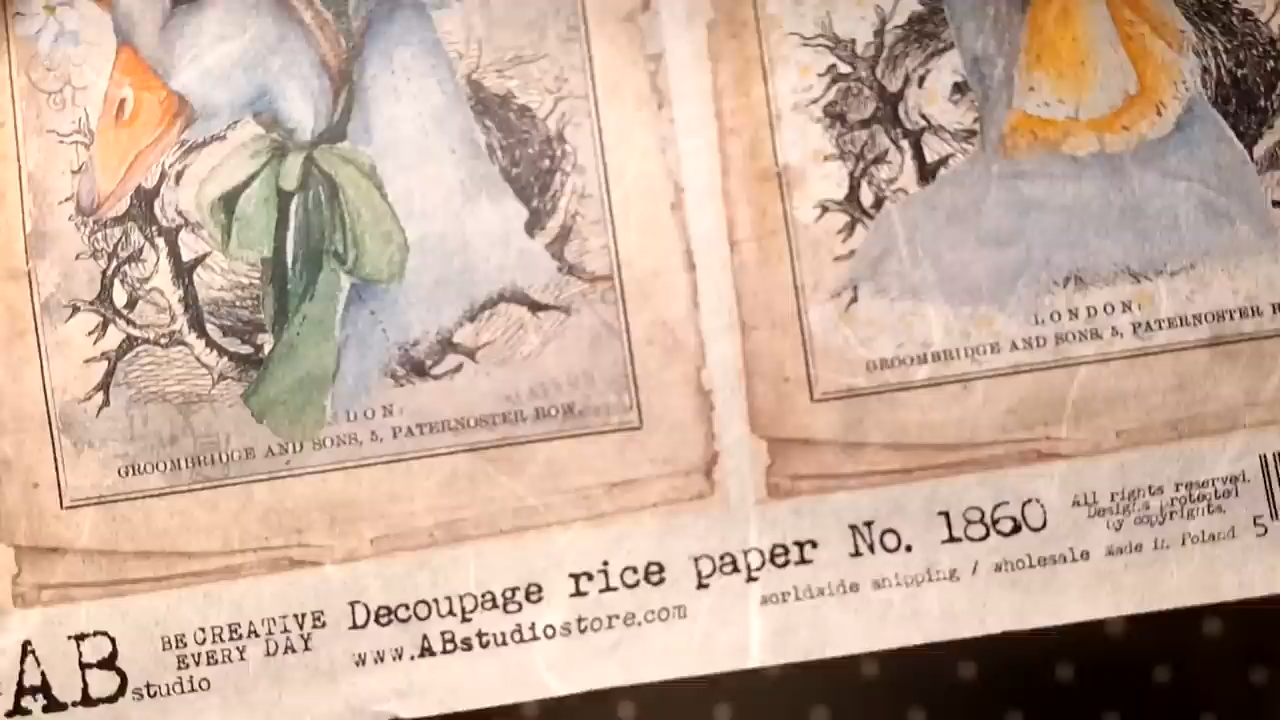 DON.
GROOMBRIDGE AND SONS, 5, PATERNOSTER ROW.
LONDON:
GROOMBRIDGE AND SONS, 5, PATERNOSTER R
AB
studio
BE CREATIVE
EVERY DAY
Decoupage rice paper No. 1860
www.ABstudiostore.com
All rights reserved.
Designs protected
by copyrights.
worldwide shipping / wholesale Made in Poland
5